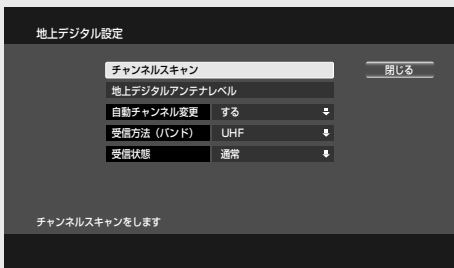 地上デジタル設定
チャンネルスキャン
閉じる
地上デジタルアンテナレベル
自動チャンネル変更 する
受信方法（バンド） UHF
受信状態 通常
チャンネルスキャンをします